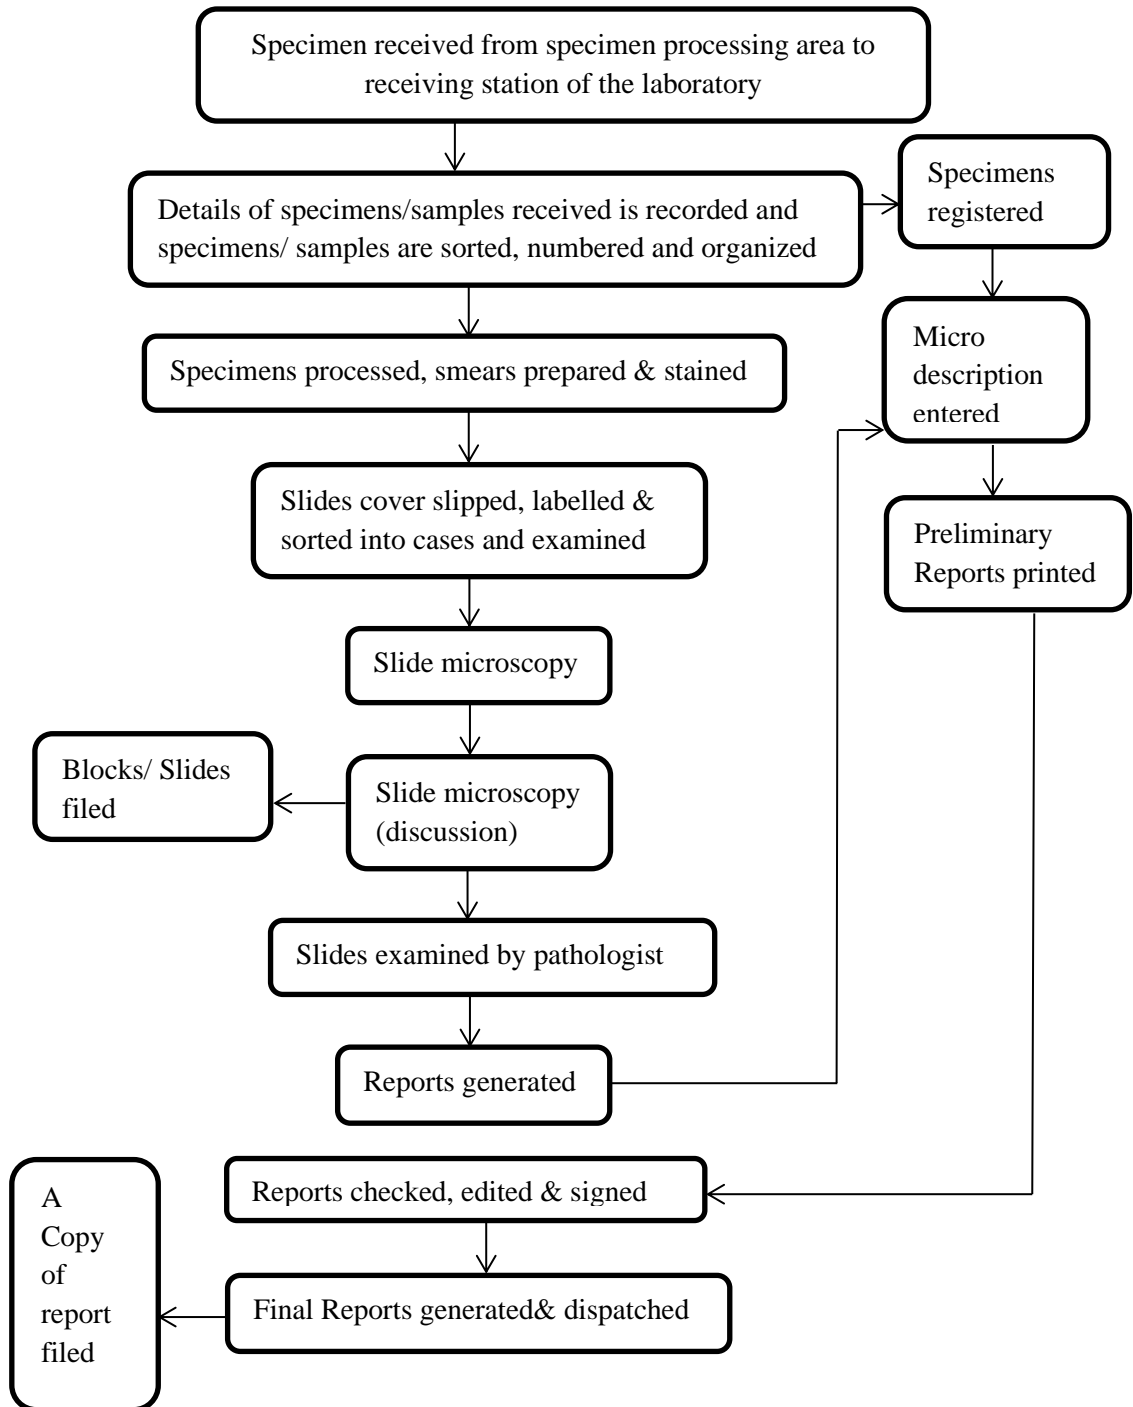 Specimen received from specimen processing area to
receiving station of the laboratory
Details of specimens/samples received is recorded and
specimens/ samples are sorted, numbered and organized
Specimens
registered
Specimens processed, smears prepared & stained
Micro
description
entered
Slides cover slipped, labelled &
sorted into cases and examined
Preliminary
Reports printed
Slide microscopy
Blocks/ Slides
filed
Slide microscopy
(discussion)
Slides examined by pathologist
Reports generated
Reports checked, edited & signed
A
Copy
of
report
filed
Final Reports generated& dispatched